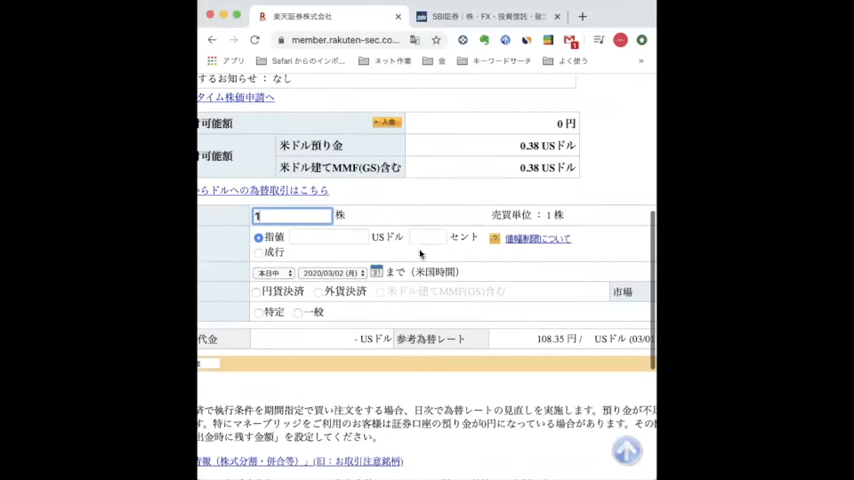 楽天証券株式会社
SBI証券｜株・FX・投資信託・確
member.rakuten-sec.co...
アプリ Safari からのインポ... ネット作業 金 キーワードサーチ よく使う »
するお知らせ ： なし
タイム株価申請へ
付可能額 入金 0 円
付可能額 米ドル預り金 0.38 USドル
米ドル建てMMF(GS)含む 0.38 USドル
からドルへの為替取引はこちら
1 株 売買単位 ： 1 株
指値 USドル セント 値幅制限について
成行
本日中 2020/03/02 (月) 31 まで（米国時間）
円貨決済 外貨決済 米ドル建てMMF(GS)含む 市場
特定 一般
代金 - USドル 参考為替レート 108.35 円 / USドル (03/01
済で執行条件を期間指定で買い注文をする場合、日次で為替レートの見直しを実施します。預り金が不足
す。特にマネーブリッジをご利用のお客様は証券口座の預り金が0円になっている場合があります。その際
出金時に残す金額」を設定してください。
情報（株式分割・併合等）」(旧：お取引注意銘柄)